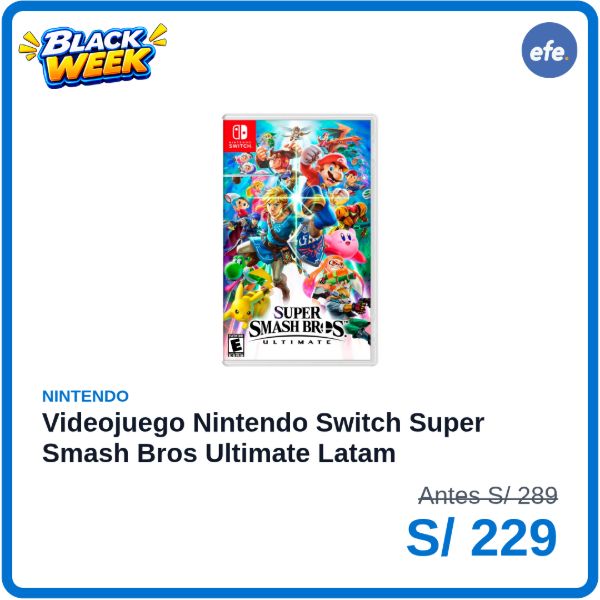 BLACK
WEEK
efe.
NINTENDO
SWITCH
SUPER
SMASH BROS.
ULTIMATE
E
NINTENDO
Videojuego Nintendo Switch Super
Smash Bros Ultimate Latam
Antes S/ 289
S/ 229